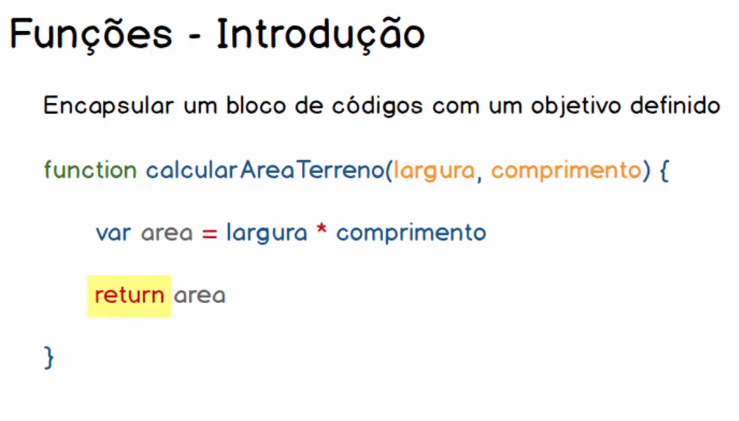 Funções - Introdução
Encapsular um bloco de códigos com um objetivo definido
function calcularAreaTerreno(largura, comprimento) {
var area = largura * comprimento
return area
}